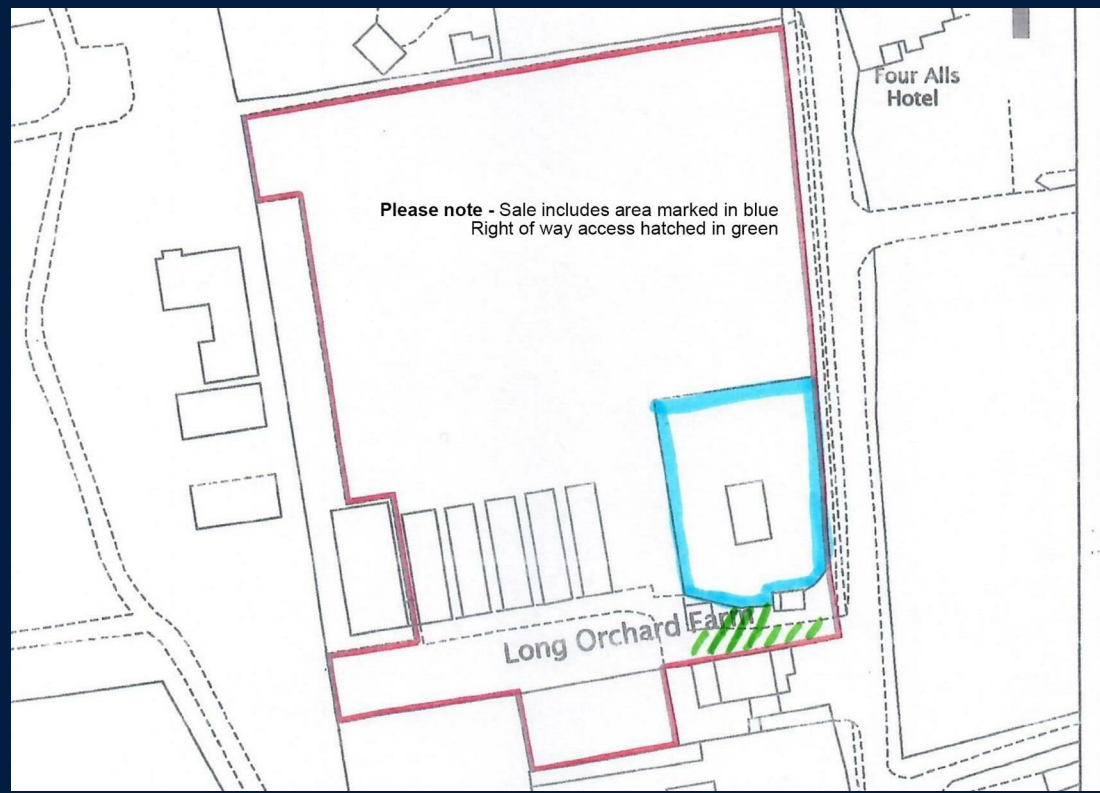 Four Alls
Hotel
Please note - Sale includes area marked in blue
Right of way access hatched in green
Long Orchard Farm